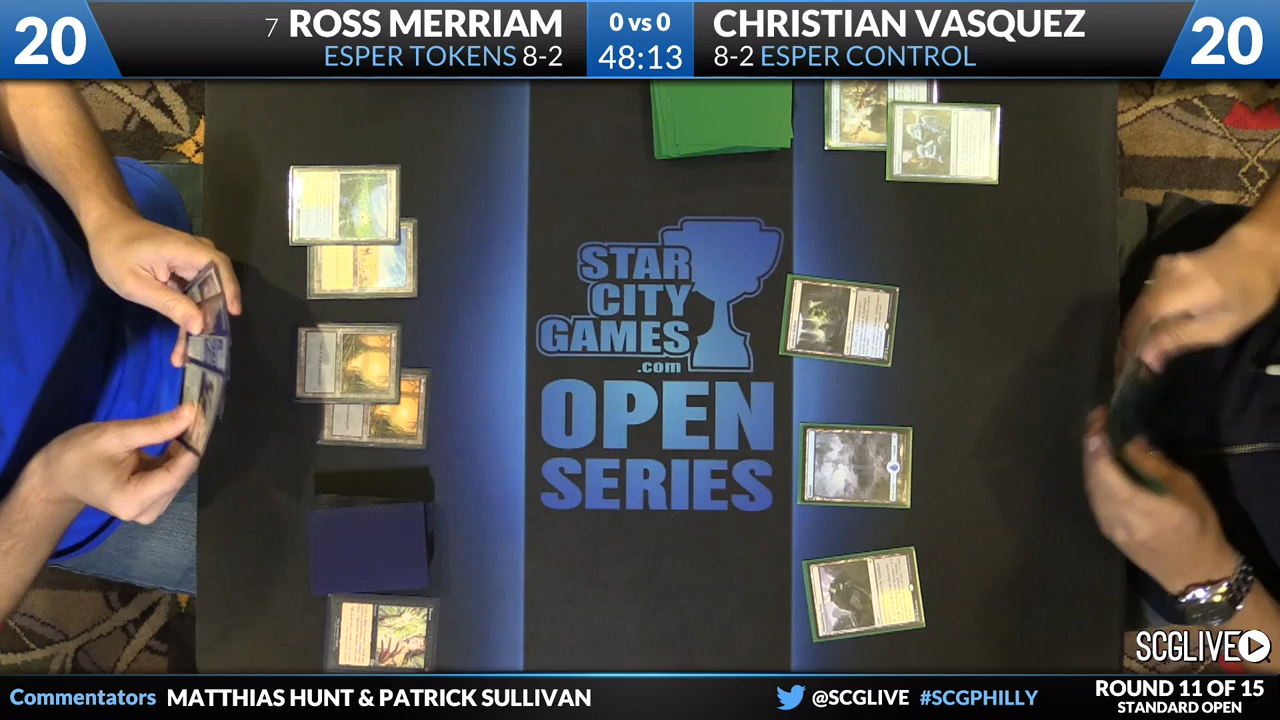 20
7 ROSS MERRIAM
ESPER TOKENS 8-2
0 vs 0
48:13
CHRISTIAN VASQUEZ
8-2 ESPER CONTROL
20
STAR
CITY
GAMES
.com
OPEN
SERIES
SCGLIVE
Commentators MATTHIAS HUNT & PATRICK SULLIVAN
@SCGLIVE #SCGPHILLY
ROUND 11 OF 15
STANDARD OPEN